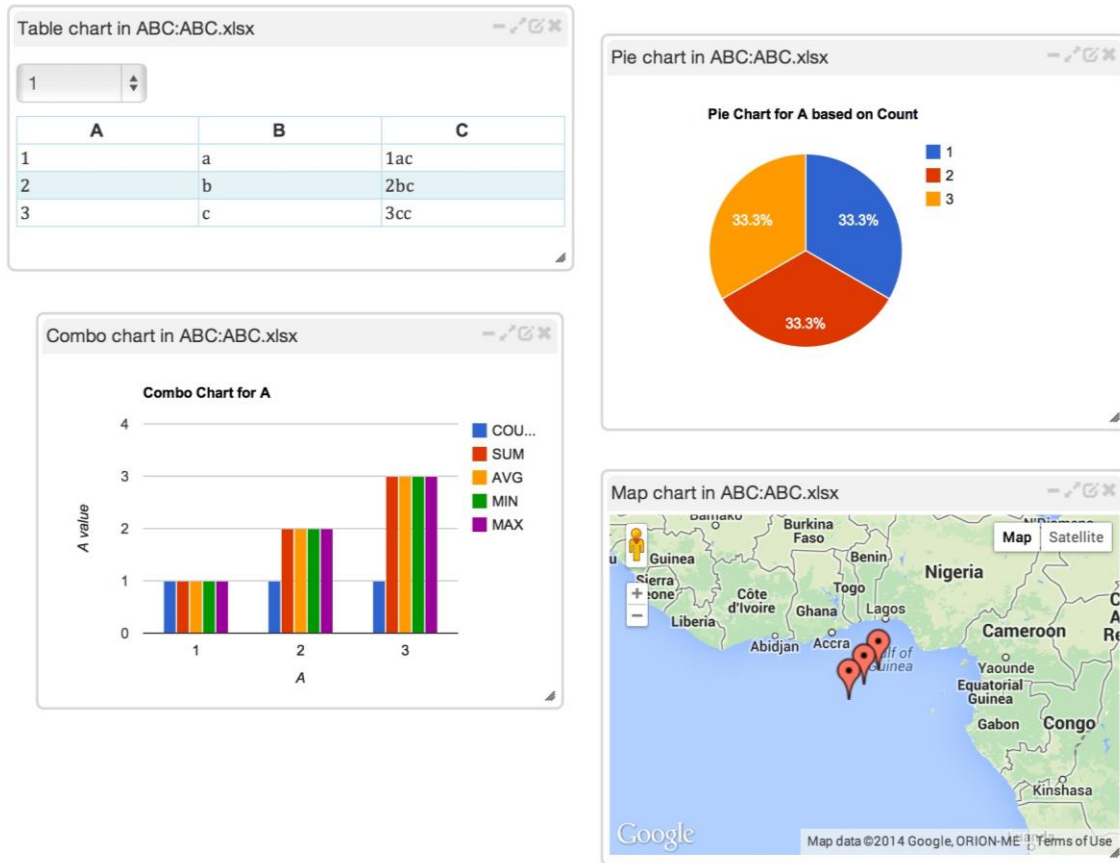 Table chart in ABC:ABC.xlsx
1
A B C
1 a 1ac
2 b 2bc
3 c 3cc
Pie chart in ABC:ABC.xlsx
Pie Chart for A based on Count
33.3% 33.3%
33.3%
1
2
3
Combo chart in ABC:ABC.xlsx
Combo Chart for A
4
3
2
1
0
A value
1 2 3
A
COU...
SUM
AVG
MIN
MAX
Map chart in ABC:ABC.xlsx
Map Satellite
Bamako
Burkina
Faso
Guinea
Benin
Nigeria
Sierra
eone
Côte
d'Ivoire
Togo
Ghana
Lagos
Liberia
Abidjan
Accra
Cameroon
Re
lf of
Guinea
Yaounde
Equatorial
Guinea
Gabon
Congo
Kinshasa
Google
Map data ©2014 Google, ORION-ME
Terms of Use